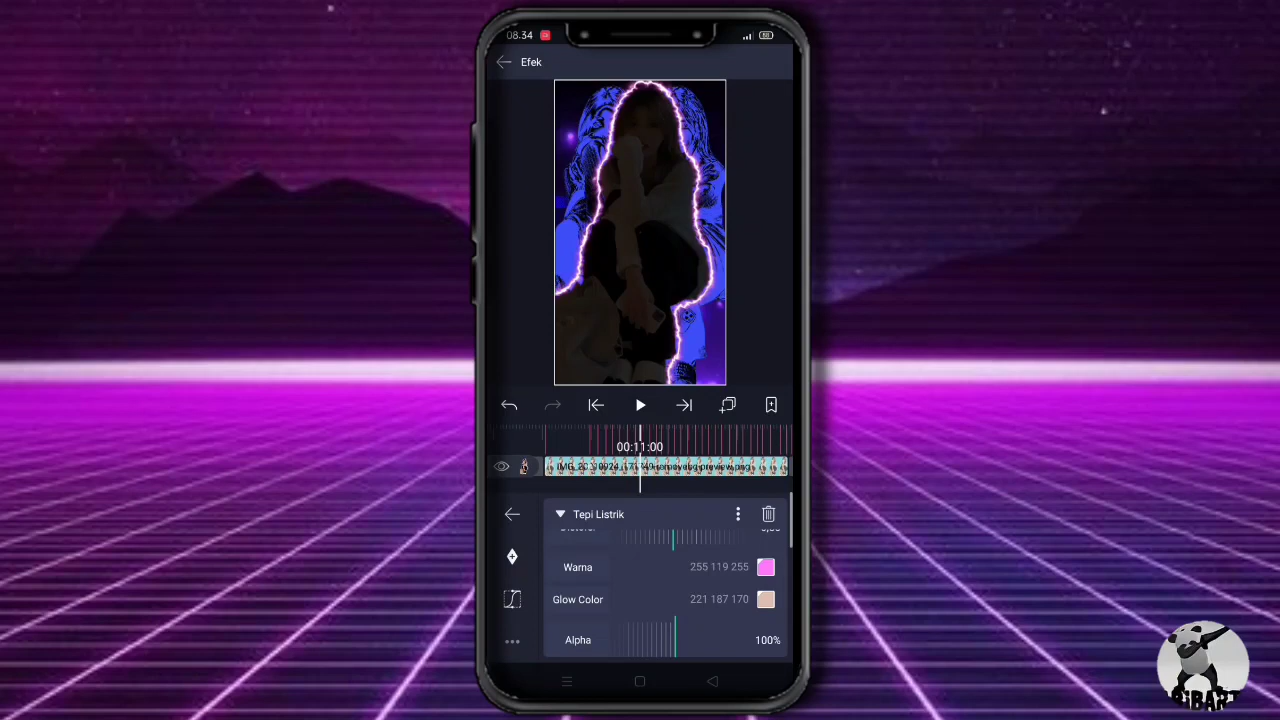 08.34
Efek
00:11:00
Tepi Listrik
Warna
255 119 255
Glow Color
221 187 170
Alpha
100%